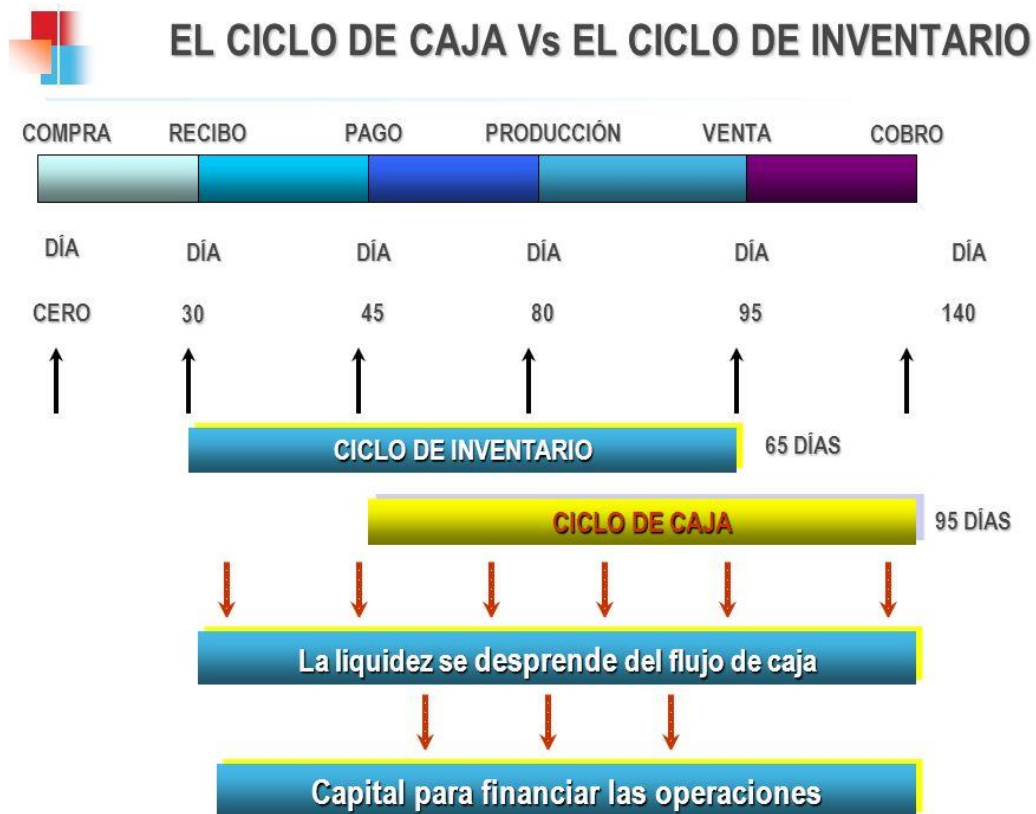 EL CICLO DE CAJA Vs EL CICLO DE INVENTARIO
COMPRA RECIBO PAGO PRODUCCIÓN VENTA COBRO
DÍA DÍA DÍA DÍA DÍA DÍA
CERO 30 45 80 95 140
CICLO DE INVENTARIO 65 DÍAS
CICLO DE CAJA 95 DÍAS
La liquidez se desprende del flujo de caja
Capital para financiar las operaciones